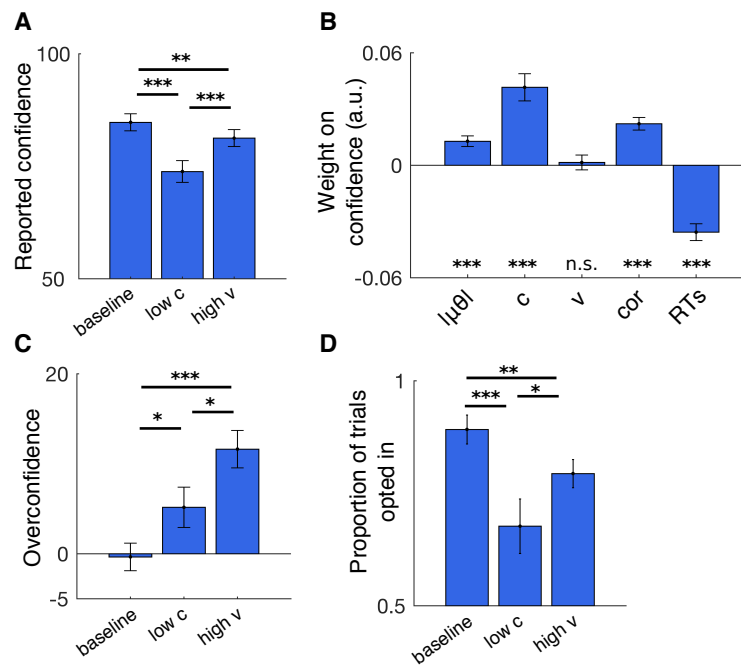 A
100
Reported confidence
50
**
***
***
baseline
low c
high v
B
0.06
Weight on
confidence (a.u.)
0
-0.06
***
***
n.s.
***
***
|μθ|
c
v
cor
RTs
C
20
Overconfidence
0
-5
***
*
*
baseline
low c
high v
D
1
Proportion of trials
opted in
0.5
**
***
*
baseline
low c
high v